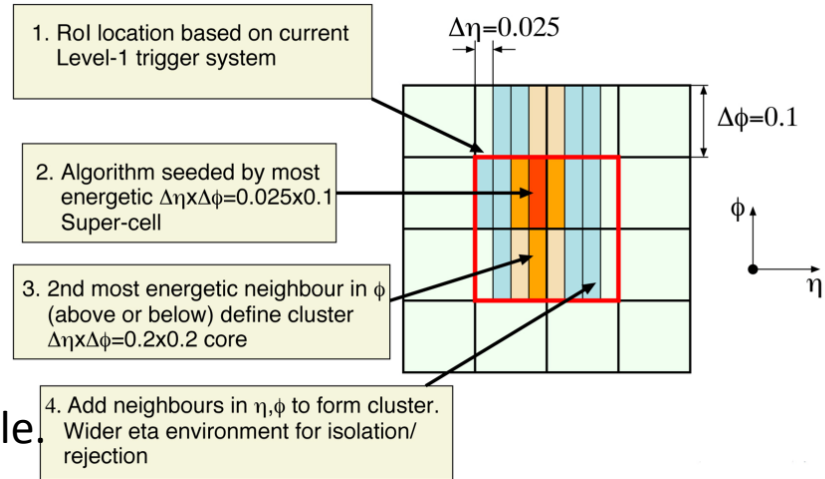 1. RoI location based on current
Level-1 trigger system
Δη=0.025
Δϕ=0.1
2. Algorithm seeded by most
energetic ΔηxΔϕ=0.025x0.1
Super-cell
ϕ
η
3. 2nd most energetic neighbour in ϕ
(above or below) define cluster
ΔηxΔϕ=0.2x0.2 core
le.
4. Add neighbours in η,ϕ to form cluster.
Wider eta environment for isolation/
rejection